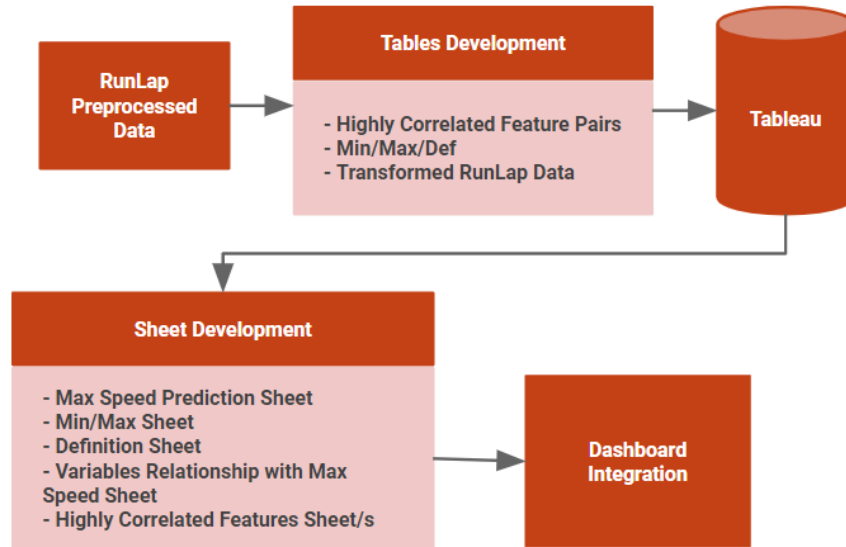 RunLap
Preprocessed
Data
Tables Development
- Highly Correlated Feature Pairs
- Min/Max/Def
- Transformed RunLap Data
Tableau
Sheet Development
- Max Speed Prediction Sheet
- Min/Max Sheet
- Definition Sheet
- Variables Relationship with Max
Speed Sheet
- Highly Correlated Features Sheet/s
Dashboard
Integration